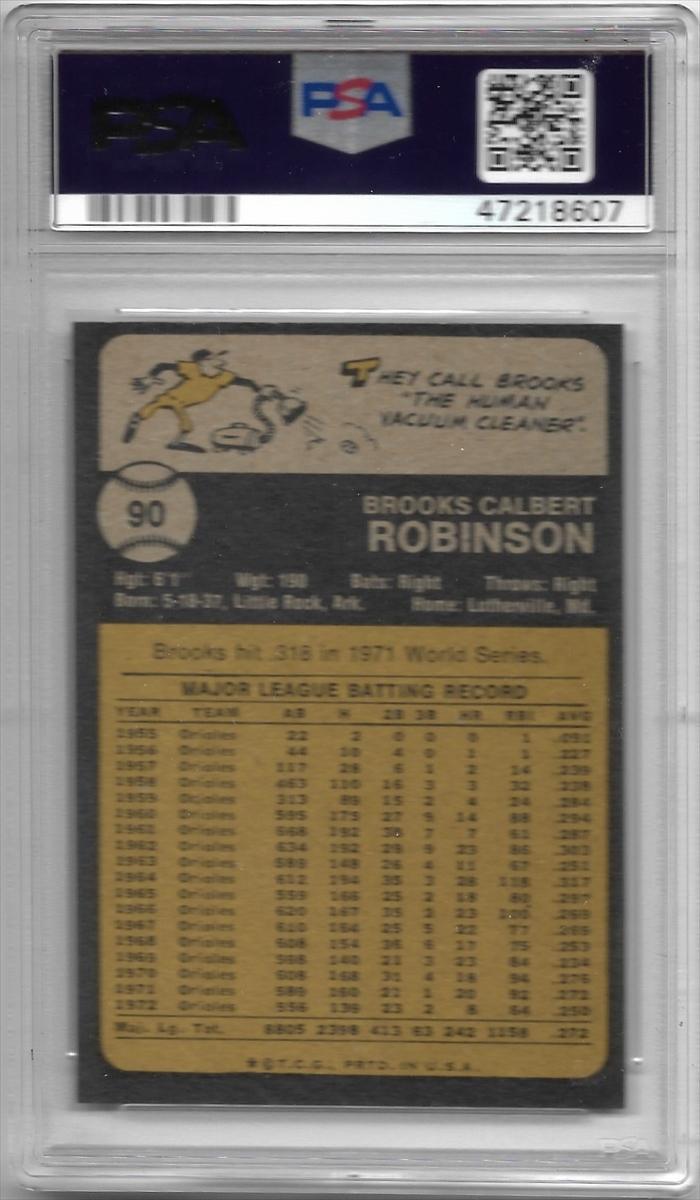 PSA
PSA
47218607
THEY CALL BROOKS
"THE HUMAN
VACUUM CLEANER".
90
BROOKS CALBERT
ROBINSON
Hgt: 6'1" Wgt: 190 Bats: Right Throws: Right
Born: 5-18-37, Little Rock, Ark. Home: Lutherville, Md.
Brooks hit .318 in 1971 World Series.
MAJOR LEAGUE BATTING RECORD
YEAR TEAM AB H 2B 3B HR RBI AVG
1955 Orioles 22 2 0 0 0 1 .091
1956 Orioles 44 10 4 0 1 1 .227
1957 Orioles 117 28 6 1 2 14 .239
1958 Orioles 463 110 16 3 3 32 .238
1959 Orioles 313 89 15 2 4 24 .284
1960 Orioles 595 175 27 9 14 88 .294
1961 Orioles 668 192 38 7 7 61 .287
1962 Orioles 634 192 29 9 23 86 .303
1963 Orioles 589 148 26 4 11 67 .251
1964 Orioles 612 194 35 3 28 118 .317
1965 Orioles 559 166 25 2 18 80 .297
1966 Orioles 620 167 35 2 23 100 .269
1967 Orioles 610 164 25 5 22 77 .269
1968 Orioles 608 154 36 6 17 75 .253
1969 Orioles 598 140 21 3 23 84 .234
1970 Orioles 608 168 31 4 18 94 .276
1971 Orioles 589 160 21 1 20 92 .272
1972 Orioles 556 139 23 2 8 64 .250
Maj. Lg. Tot. 8805 2398 413 63 242 1158 .272
*©T.C.G., PRTD. IN U.S.A.
PSA